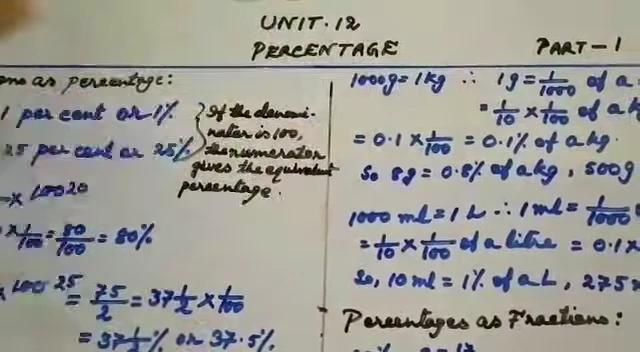 UNIT-12
PERCENTAGE PART-1
as percentage:
1 per cent or 1%
25 per cent or 25%
If the denomi-
nator is 100,
the numerator
gives the equivalent
percentage.
× 100 20
× 1/100 = 80/100 = 80%
100 25 = 75/2 = 37 1/2 × 1/100
= 37 1/2 % or 37.5%
1000g = 1kg ∴ 1g = 1/1000 of a
= 1/10 × 1/100 of a k
= 0.1 × 1/100 = 0.1% of a kg.
So 8g = 0.8% of a kg, 500g
1000 ml = 1 L ∴ 1 ml = 1/1000
= 1/10 × 1/100 of a litre = 0.1×
So, 10 ml = 1% of a L, 275
Percentages as Fractions: